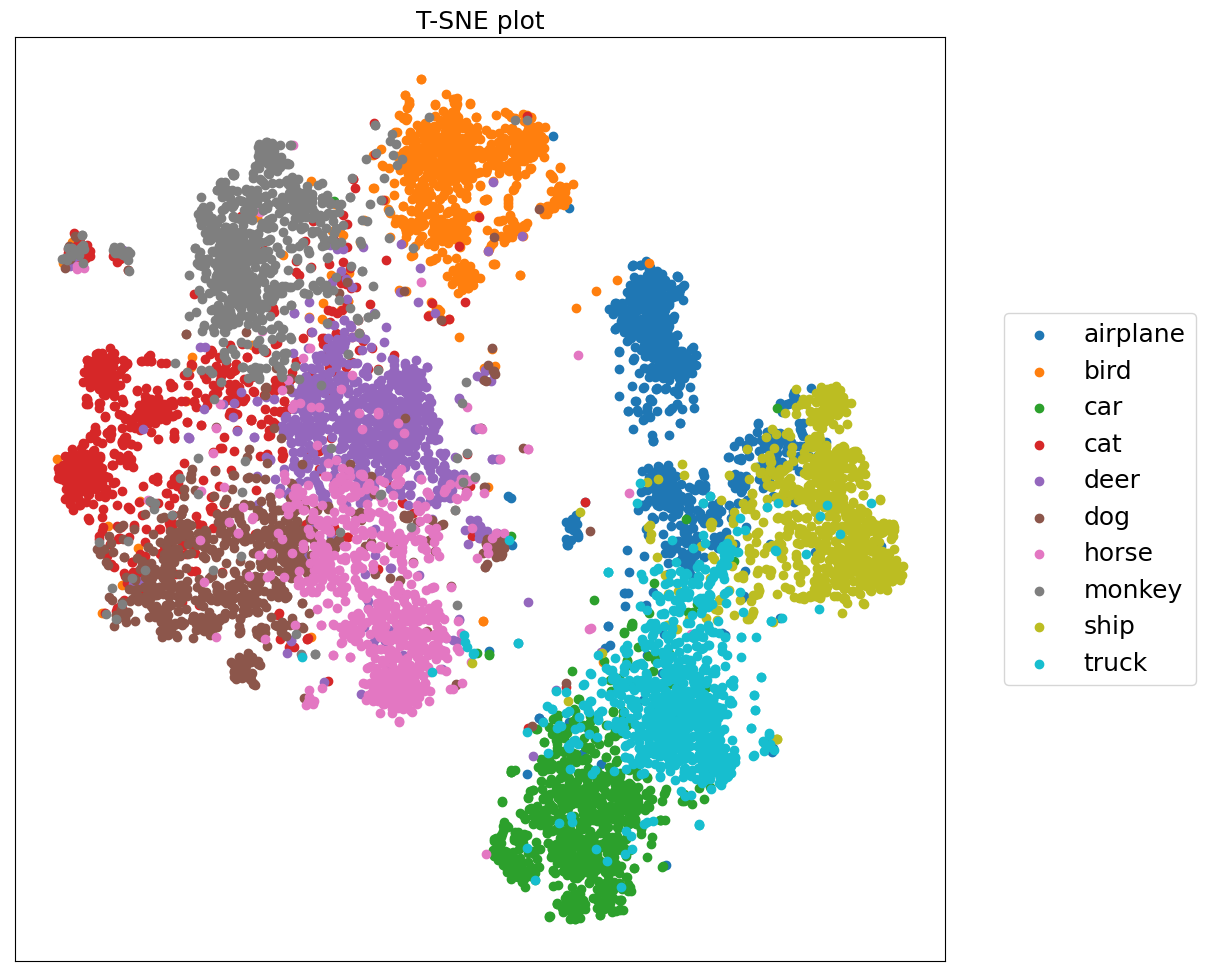 T-SNE plot
airplane
bird
car
cat
deer
dog
horse
monkey
ship
truck